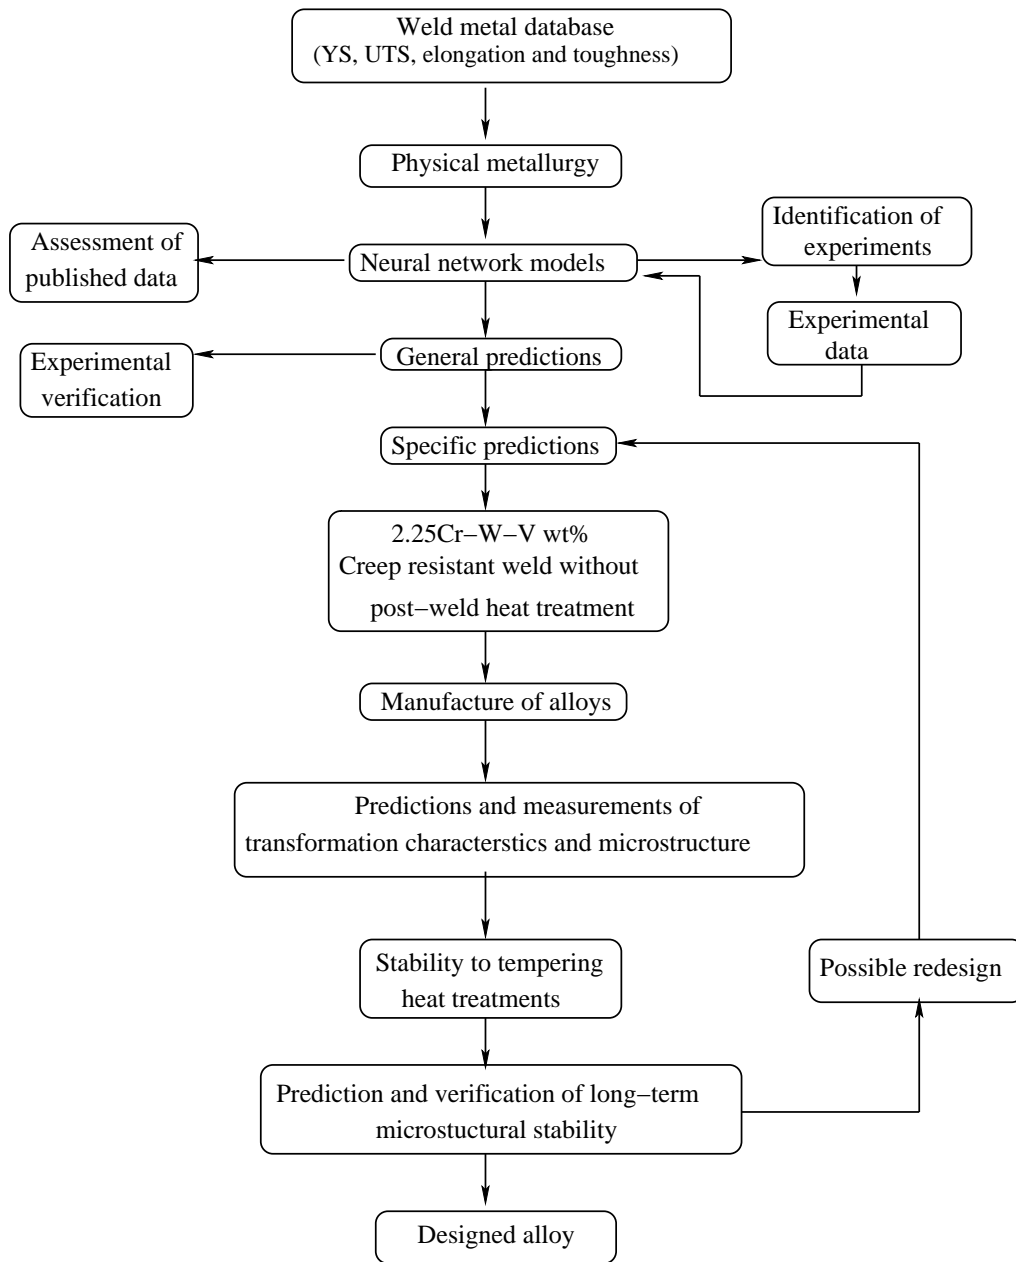 Weld metal database
(YS, UTS, elongation and toughness)
Physical metallurgy
Identification of
experiments
Assessment of
published data
Neural network models
Experimental
data
General predictions
Experimental
verification
Specific predictions
2.25Cr−W−V wt%
Creep resistant weld without
post−weld heat treatment
Manufacture of alloys
Predictions and measurements of
transformation characterstics and microstructure
Stability to tempering
heat treatments
Possible redesign
Prediction and verification of long−term
microstuctural stability
Designed alloy